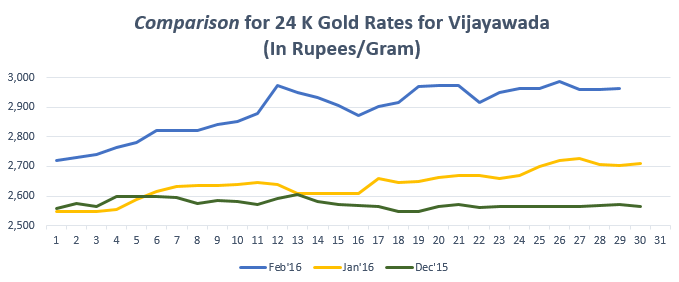 Comparison for 24 K Gold Rates for Vijayawada
(In Rupees/Gram)
3,000
2,900
2,800
2,700
2,600
2,500
1 2 3 4 5 6 7 8 9 10 11 12 13 14 15 16 17 18 19 20 21 22 23 24 25 26 27 28 29 30 31
Feb'16 Jan'16 Dec'15